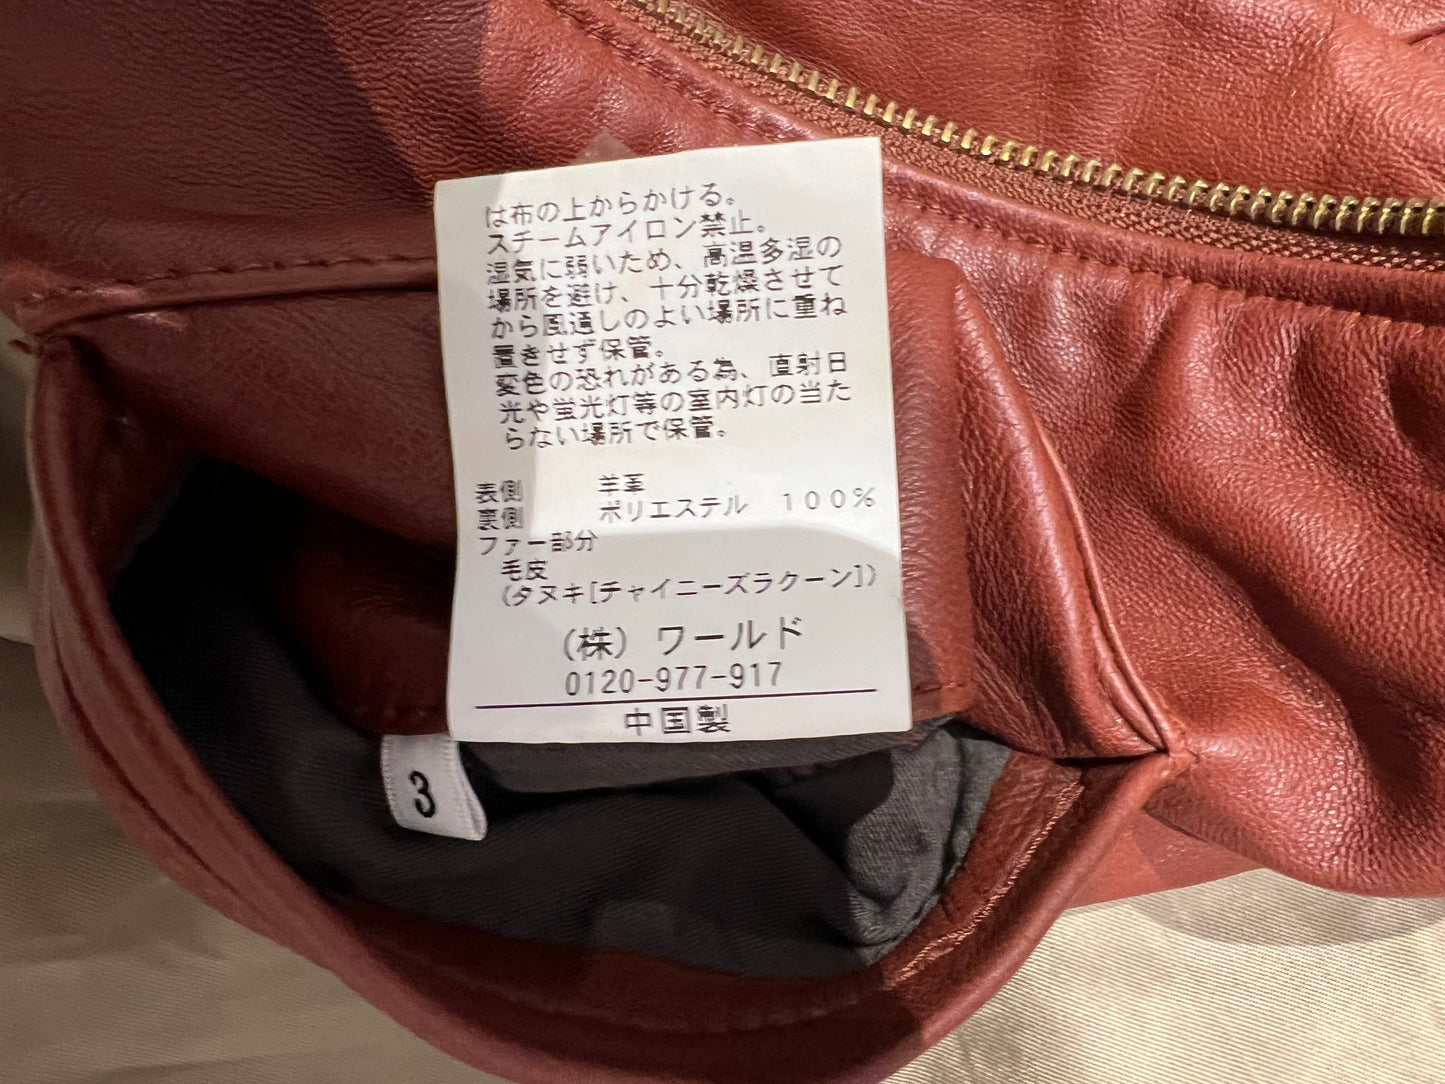 は布の上からかける。
スチームアイロン禁止。
湿気に弱いため、高温多湿の
場所を避け、十分乾燥させて
から風通しのよい場所に重ね
置きせず保管。
変色の恐れがある為、直射日
光や蛍光灯等の室内灯の当た
らない場所で保管。
表側 羊革
裏側 ポリエステル 100%
ファー部分
毛皮
(タヌキ[チャイニーズラクーン])
(株) ワールド
0120-977-917
中国製
3